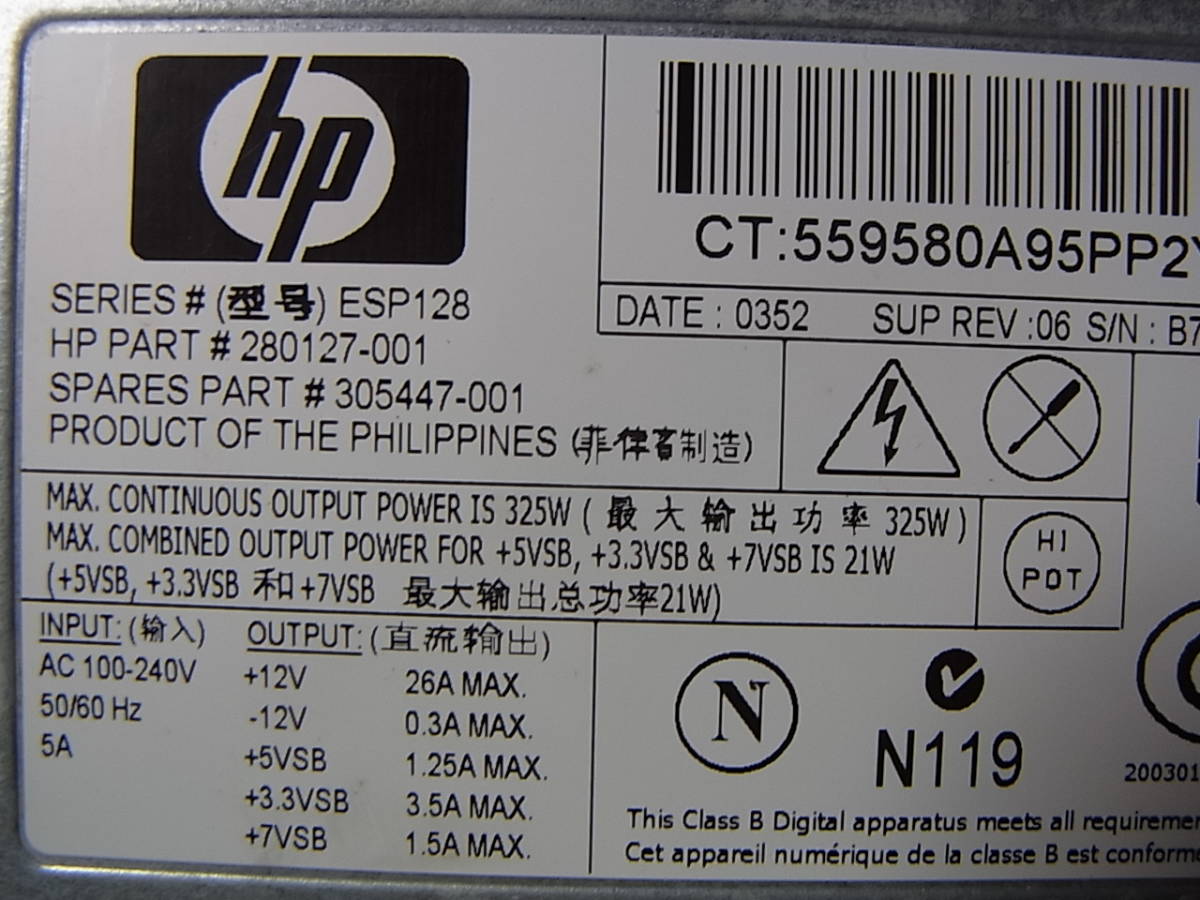 hp
CT:559580A95PP2Y
DATE : 0352 SUP REV :06 S/N : B7
SERIES # (型号) ESP128
HP PART # 280127-001
SPARES PART # 305447-001
PRODUCT OF THE PHILIPPINES (菲律賓制造)
MAX. CONTINUOUS OUTPUT POWER IS 325W ( 最大输出功率 325W )
MAX. COMBINED OUTPUT POWER FOR +5VSB, +3.3VSB & +7VSB IS 21W
(+5VSB, +3.3VSB 和 +7VSB 最大输出总功率21W)
HI
POT
INPUT: (输入)
AC 100-240V
50/60 Hz
5A
OUTPUT: (直流输出)
+12V 26A MAX.
-12V 0.3A MAX.
+5VSB 1.25A MAX.
+3.3VSB 3.5A MAX.
+7VSB 1.5A MAX.
N
N119
200301
This Class B Digital apparatus meets all requiremen
Cet appareil numérique de la classe B est conforme